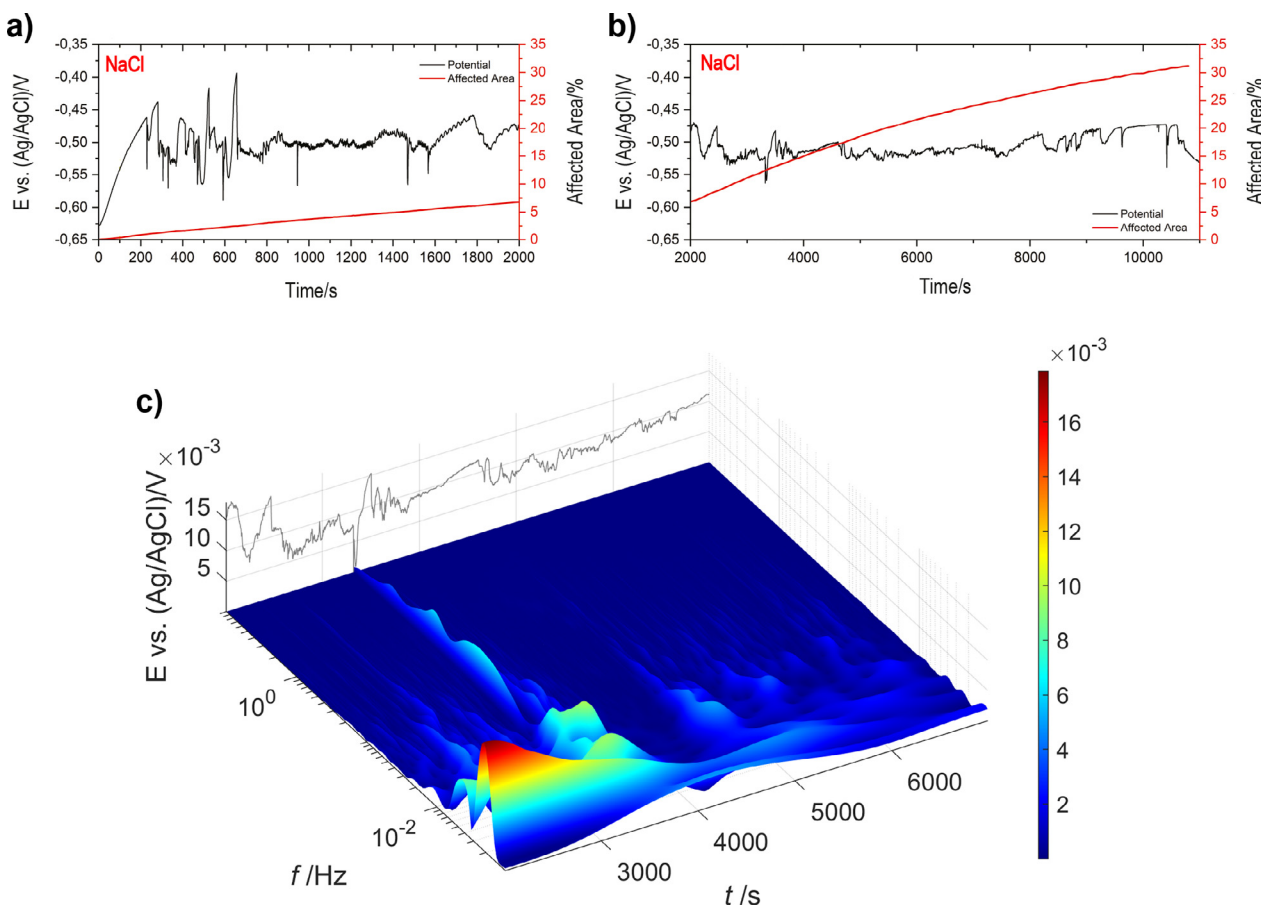 a)
NaCl
Potential
Affected Area
E vs. (Ag/AgCl)/V
-0,35
-0,40
-0,45
-0,50
-0,55
-0,60
-0,65
35
30
25
20
15
10
5
0
Affected Area/%
0 200 400 600 800 1000 1200 1400 1600 1800 2000
Time/s
b)
NaCl
Potential
Affected Area
E vs. (Ag/AgCl)/V
-0,35
-0,40
-0,45
-0,50
-0,55
-0,60
-0,65
35
30
25
20
15
10
5
0
Affected Area/%
2000 4000 6000 8000 10000
Time/s
c)
E vs. (Ag/AgCl)/V
×10⁻³
15
10
5
10⁰
10⁻²
f /Hz
3000
4000
5000
6000
t /s
×10⁻³
16
14
12
10
8
6
4
2